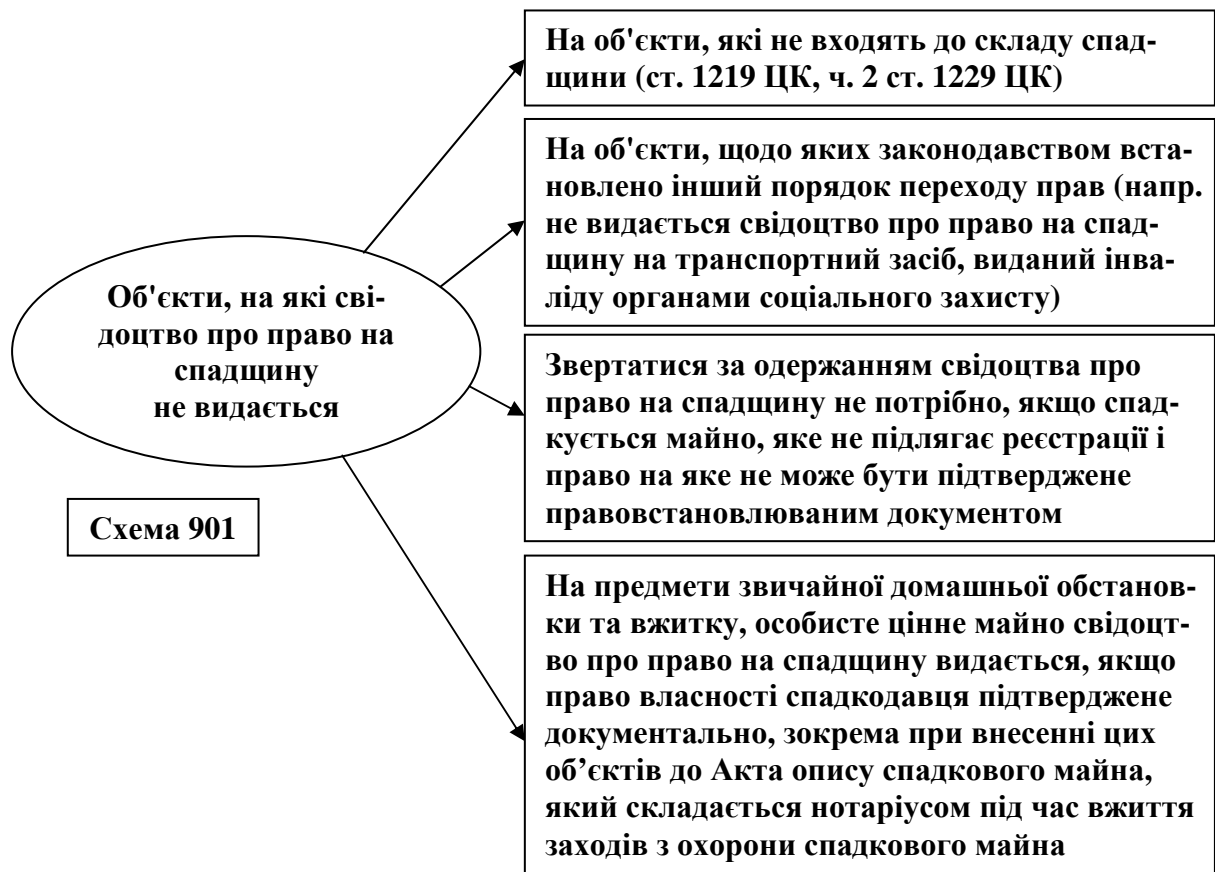 На об'єкти, які не входять до складу спад-
щини (ст. 1219 ЦК, ч. 2 ст. 1229 ЦК)
На об'єкти, щодо яких законодавством вста-
новлено інший порядок переходу прав (напр.
не видається свідоцтво про право на спад-
щину на транспортний засіб, виданий інва-
ліду органами соціального захисту)
Об'єкти, на які сві-
доцтво про право на
спадщину
не видається
Звертатися за одержанням свідоцтва про
право на спадщину не потрібно, якщо спад-
кується майно, яке не підлягає реєстрації і
право на яке не може бути підтверджене
правовстановлюваним документом
Схема 901
На предмети звичайної домашньої обстанов-
ки та вжитку, особисте цінне майно свідоцт-
во про право на спадщину видається, якщо
право власності спадкодавця підтверджене
документально, зокрема при внесенні цих
об’єктів до Акта опису спадкового майна,
який складається нотаріусом під час вжиття
заходів з охорони спадкового майна